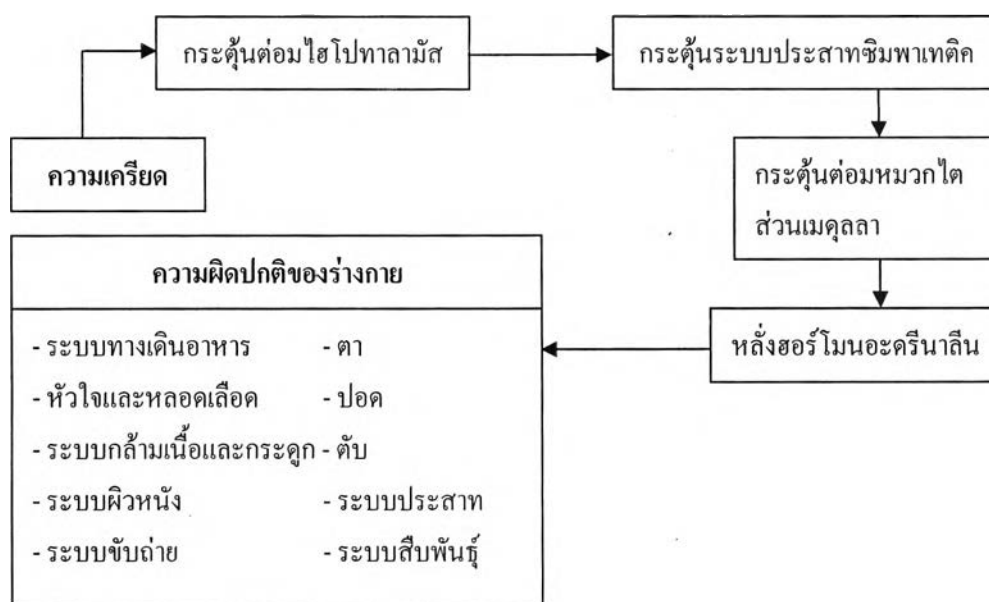 กระตุ้นต่อมไฮโปทาลามัส
กระตุ้นระบบประสาทซิมพาเทติค
ความเครียด
กระตุ้นต่อมหมวกไต
ส่วนเมดุลลา
หลั่งฮอร์โมนอะดรีนาลีน
ความผิดปกติของร่างกาย
- ระบบทางเดินอาหาร - ตา
- หัวใจและหลอดเลือด - ปอด
- ระบบกล้ามเนื้อและกระดูก - ตับ
- ระบบผิวหนัง - ระบบประสาท
- ระบบขับถ่าย - ระบบสืบพันธุ์